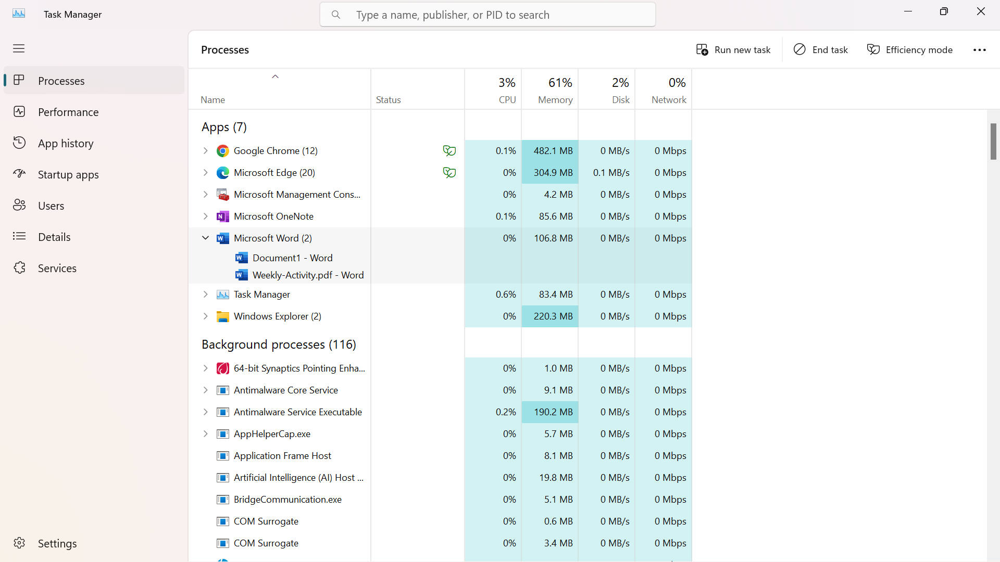 Task Manager
Type a name, publisher, or PID to search
Processes
Run new task
End task
Efficiency mode
Processes
Performance
App history
Startup apps
Users
Details
Services
Settings
3% 61% 2% 0%
Name Status CPU Memory Disk Network
Apps (7)
Google Chrome (12) 0.1% 482.1 MB 0 MB/s 0 Mbps
Microsoft Edge (20) 0% 304.9 MB 0.1 MB/s 0 Mbps
Microsoft Management Cons... 0% 4.2 MB 0 MB/s 0 Mbps
Microsoft OneNote 0.1% 85.6 MB 0 MB/s 0 Mbps
Microsoft Word (2) 0% 106.8 MB 0 MB/s 0 Mbps
Document1 - Word
Weekly-Activity.pdf - Word
Task Manager 0.6% 83.4 MB 0 MB/s 0 Mbps
Windows Explorer (2) 0% 220.3 MB 0 MB/s 0 Mbps
Background processes (116)
64-bit Synaptics Pointing Enha... 0% 1.0 MB 0 MB/s 0 Mbps
Antimalware Core Service 0% 9.1 MB 0 MB/s 0 Mbps
Antimalware Service Executable 0.2% 190.2 MB 0 MB/s 0 Mbps
AppHelperCap.exe 0% 5.7 MB 0 MB/s 0 Mbps
Application Frame Host 0% 8.1 MB 0 MB/s 0 Mbps
Artificial Intelligence (AI) Host ... 0% 19.8 MB 0 MB/s 0 Mbps
BridgeCommunication.exe 0% 5.1 MB 0 MB/s 0 Mbps
COM Surrogate 0% 0.6 MB 0 MB/s 0 Mbps
COM Surrogate 0% 3.4 MB 0 MB/s 0 Mbps